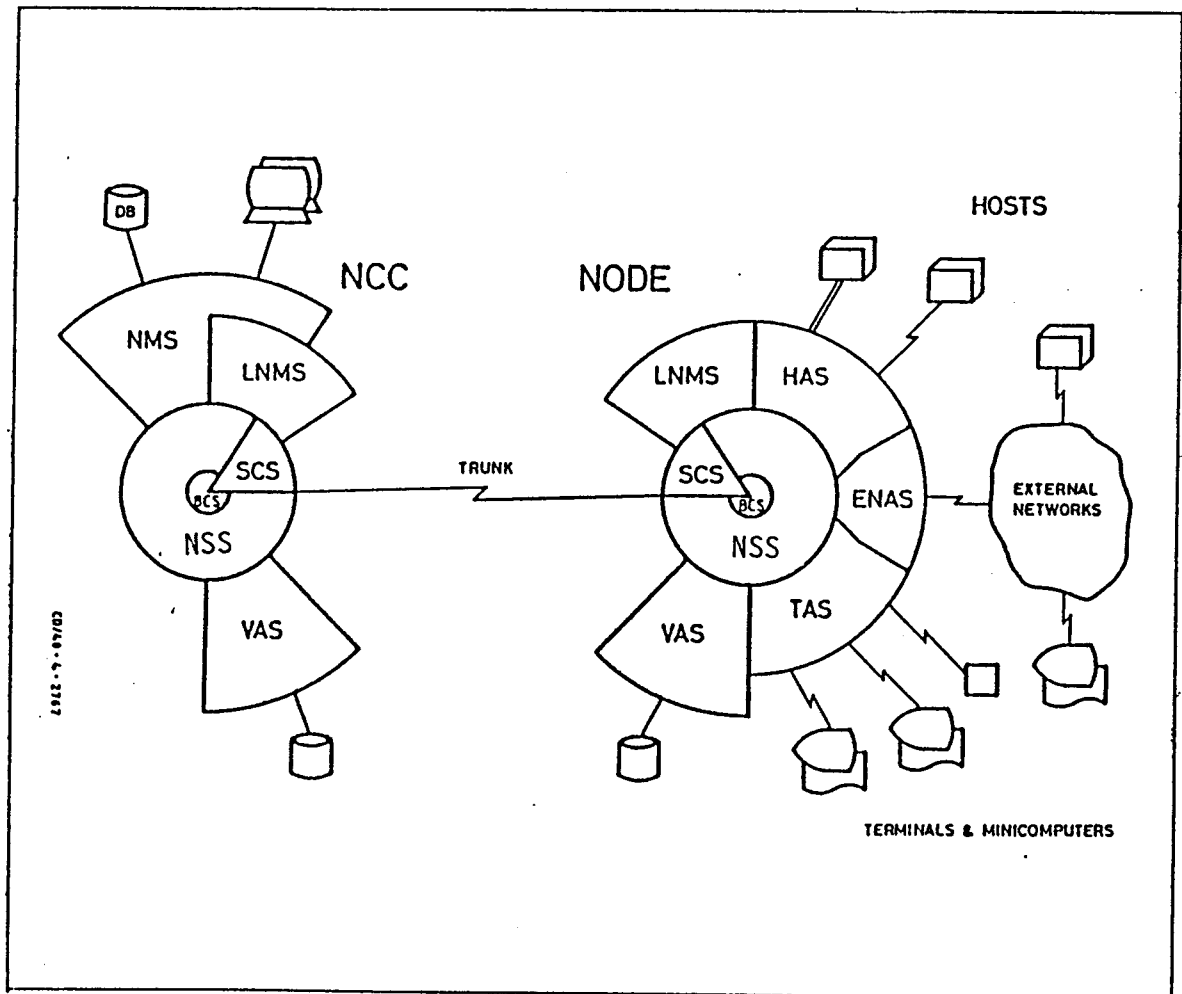 DB
HOSTS
NCC
NODE
NMS
LNMS
LNMS
HAS
SCS
TRUNK
SCS
BCS
BCS
ENAS
EXTERNAL
NETWORKS
NSS
NSS
VAS
VAS
TAS
TERMINALS & MINICOMPUTERS